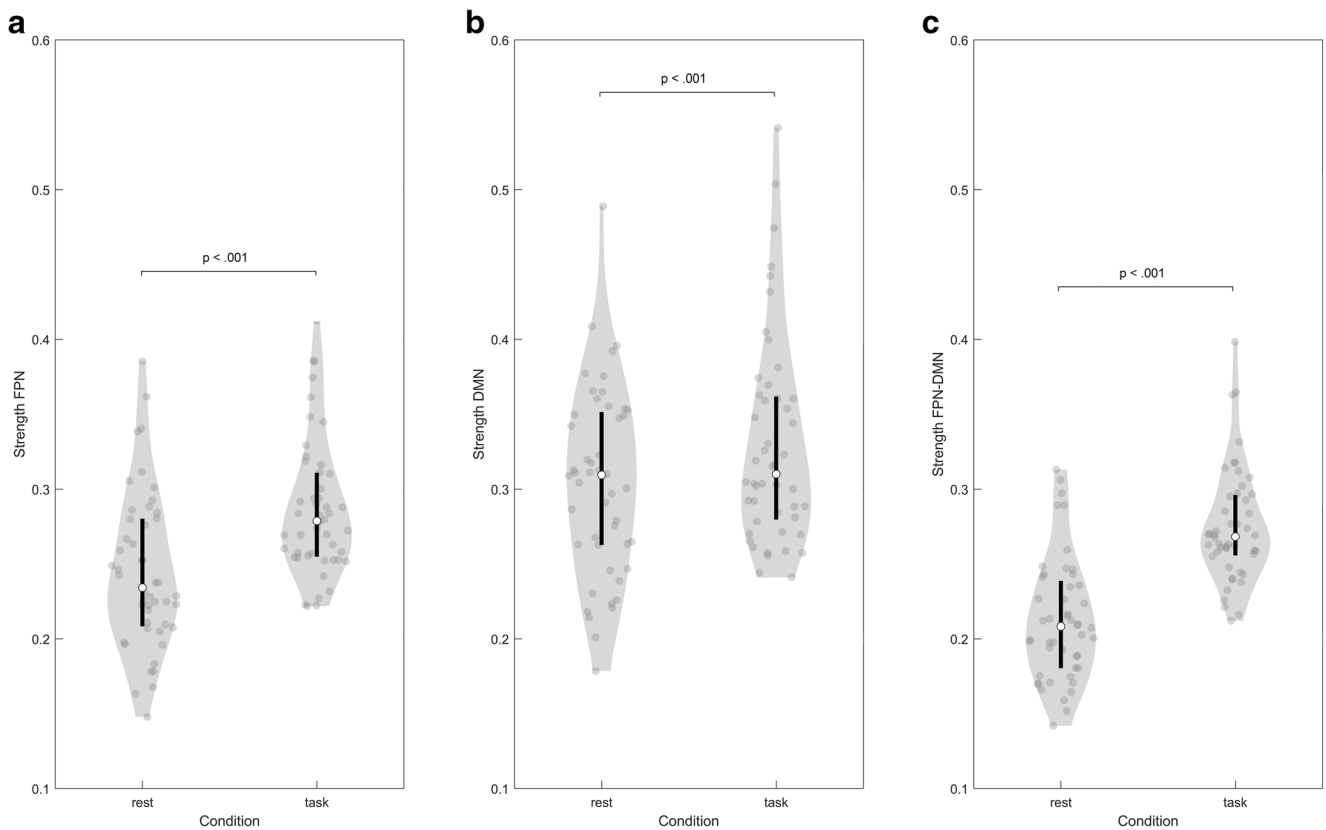 a
0.6
0.5
0.4
0.3
0.2
0.1
Strength FPN
p < .001
rest
task
Condition
b
0.6
0.5
0.4
0.3
0.2
0.1
Strength DMN
p < .001
rest
task
Condition
c
0.6
0.5
0.4
0.3
0.2
0.1
Strength FPN-DMN
p < .001
rest
task
Condition